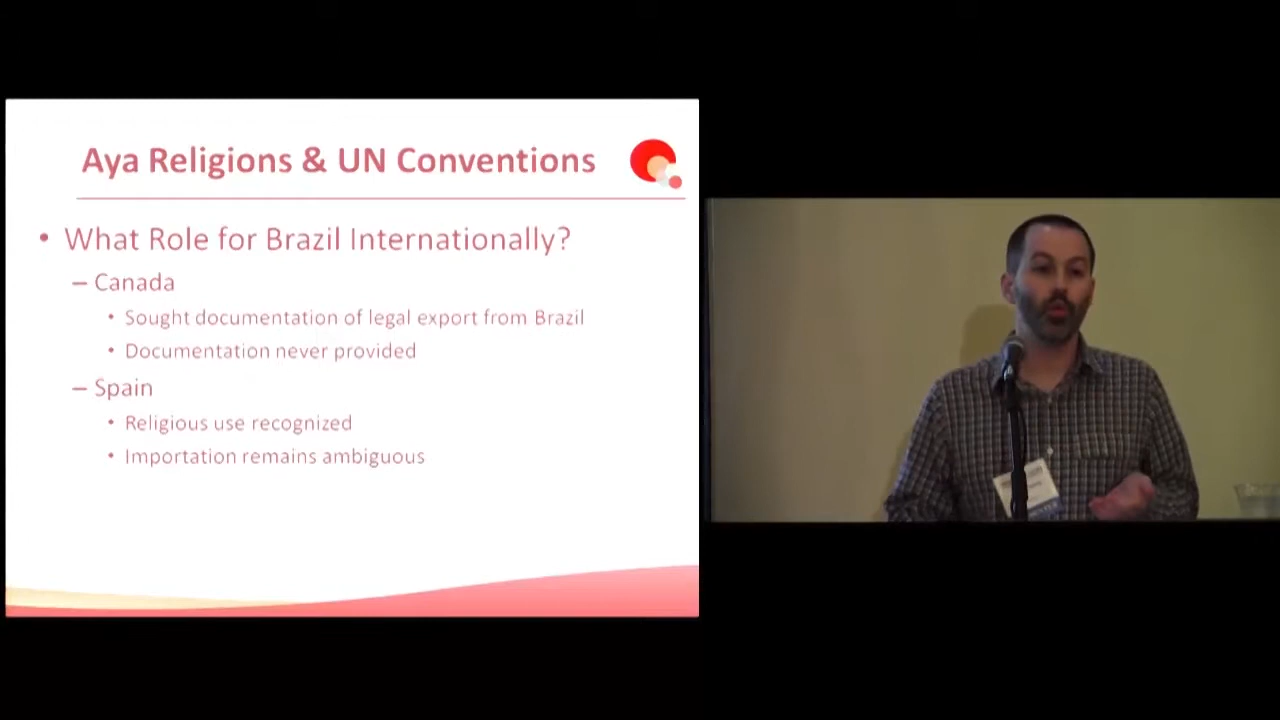 Aya Religions & UN Conventions
• What Role for Brazil Internationally?
– Canada
• Sought documentation of legal export from Brazil
• Documentation never provided
– Spain
• Religious use recognized
• Importation remains ambiguous